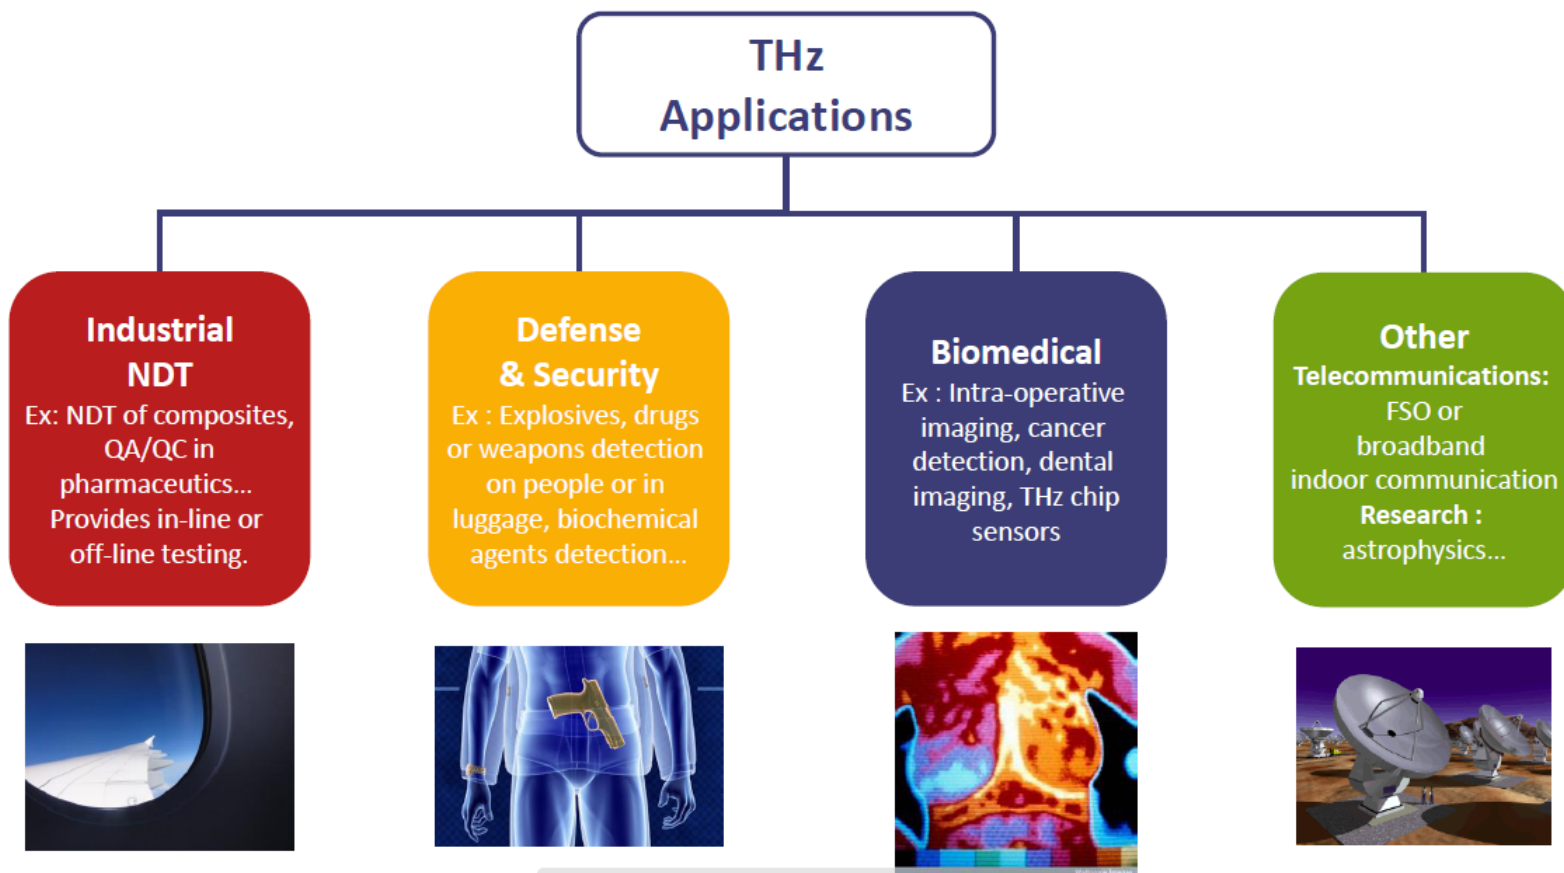 THz
Applications
Industrial
NDT
Ex: NDT of composites,
QA/QC in
pharmaceutics...
Provides in-line or
off-line testing.
Defense
& Security
Ex : Explosives, drugs
or weapons detection
on people or in
luggage, biochemical
agents detection...
Biomedical
Ex : Intra-operative
imaging, cancer
detection, dental
imaging, THz chip
sensors
Other
Telecommunications:
FSO or
broadband
indoor communication
Research :
astrophysics...